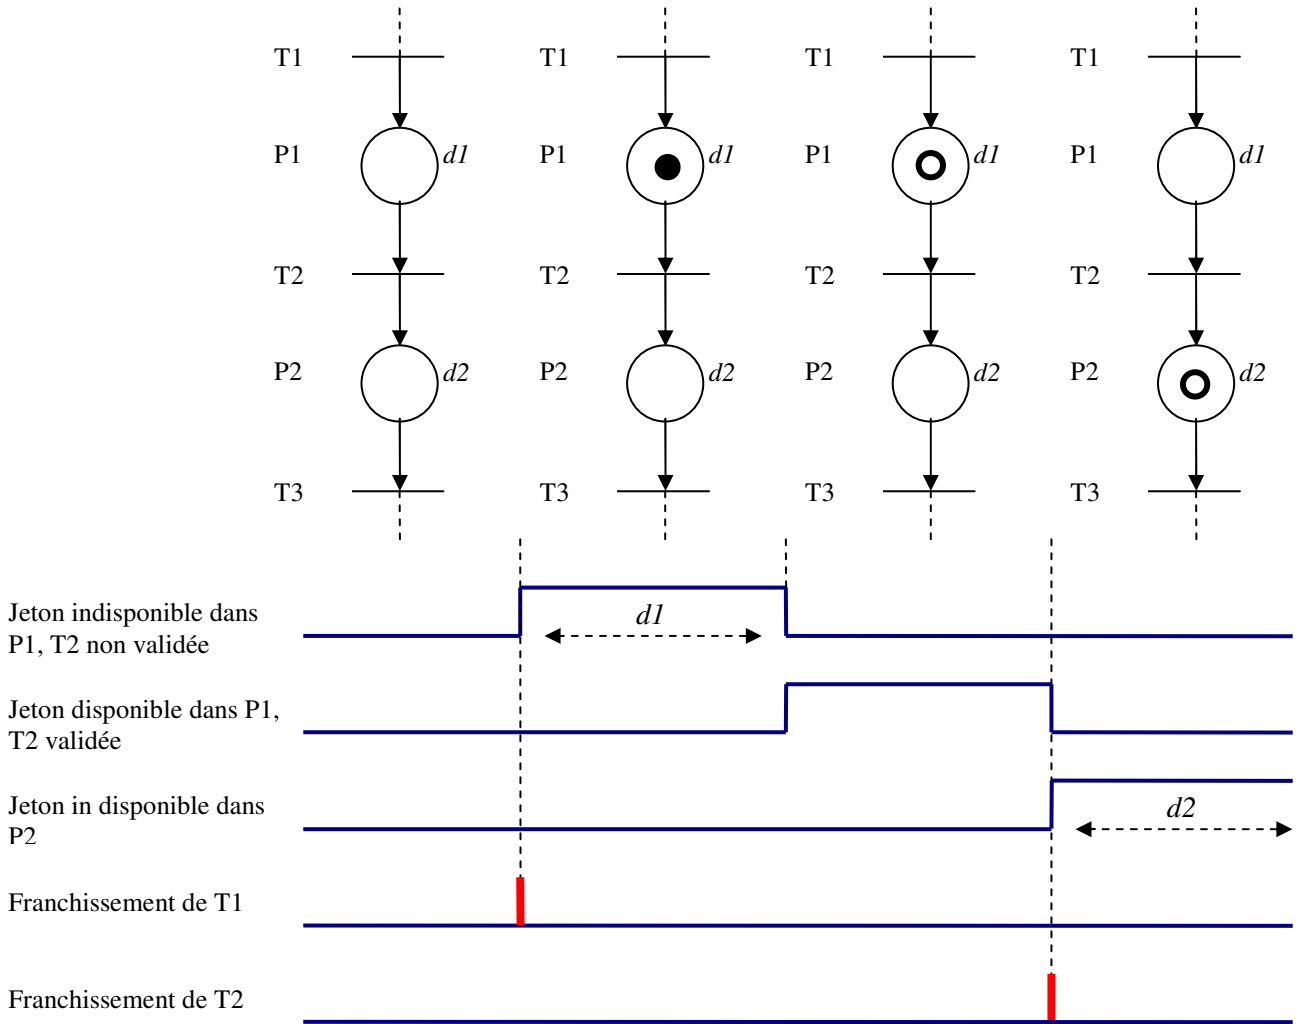 T1 T1 T1 T1
P1 d1 P1 d1 P1 d1 P1 d1
T2 T2 T2 T2
P2 d2 P2 d2 P2 d2 P2 d2
T3 T3 T3 T3
Jeton indisponible dans
P1, T2 non validée
d1
Jeton disponible dans P1,
T2 validée
Jeton in disponible dans
P2
d2
Franchissement de T1
Franchissement de T2